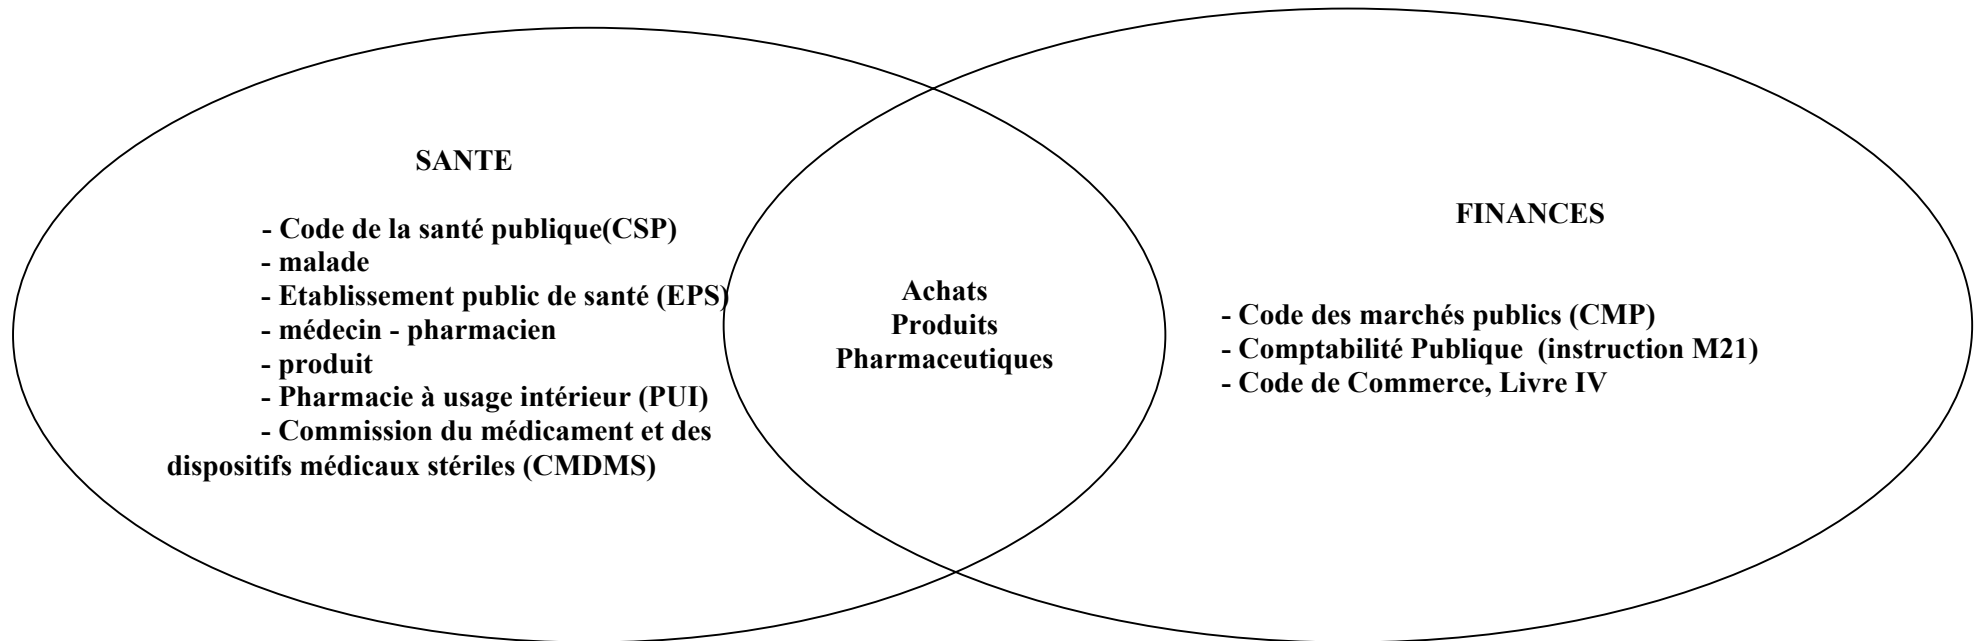 SANTE
- Code de la santé publique(CSP)
- malade
- Etablissement public de santé (EPS)
- médecin - pharmacien
- produit
- Pharmacie à usage intérieur (PUI)
- Commission du médicament et des
dispositifs médicaux stériles (CMDMS)
Achats
Produits
Pharmaceutiques
FINANCES
- Code des marchés publics (CMP)
- Comptabilité Publique  (instruction M21)
- Code de Commerce, Livre IV